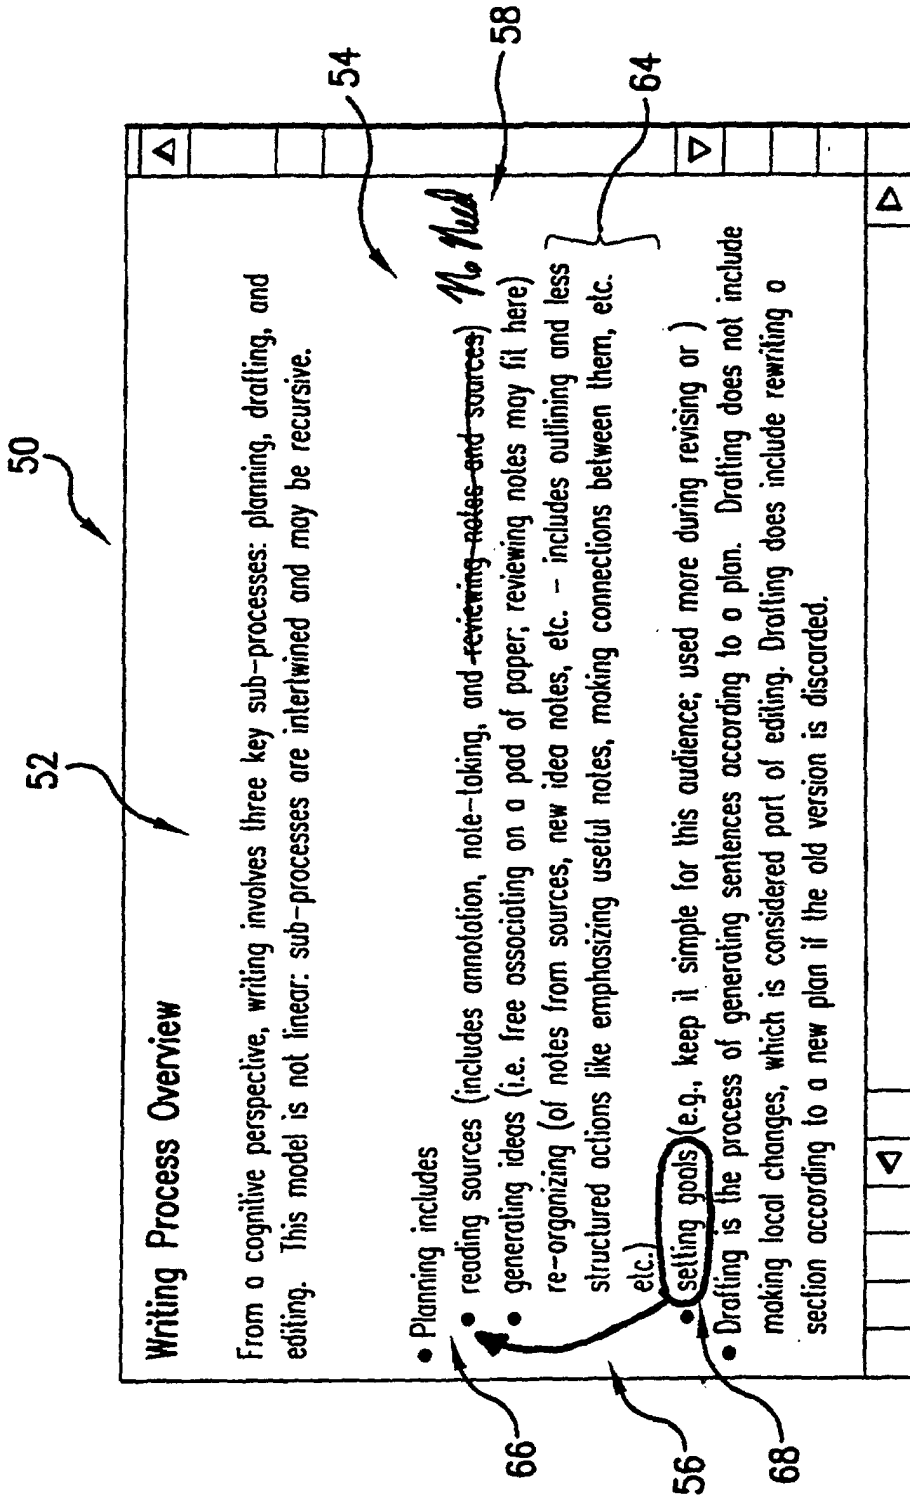 50
52
54
58
Writing Process Overview
From a cognitive perspective, writing involves three key sub-processes: planning, drafting, and
editing. This model is not linear: sub-processes are intertwined and may be recursive.
• Planning includes
• reading sources (includes annotation, note-taking, and reviewing notes and sources) No Need
• generating ideas (i.e. free associating on a pad of paper; reviewing notes may fit here)
re-organizing (of notes from sources, new idea notes, etc. - includes outlining and less
structured actions like emphasizing useful notes, making connections between them, etc.
etc.)
64
• setting goals (e.g., keep it simple for this audience; used more during revising or )
• Drafting is the process of generating sentences according to a plan. Drafting does not include
making local changes, which is considered part of editing. Drafting does include rewriting a
section according to a new plan if the old version is discarded.
66
56
68